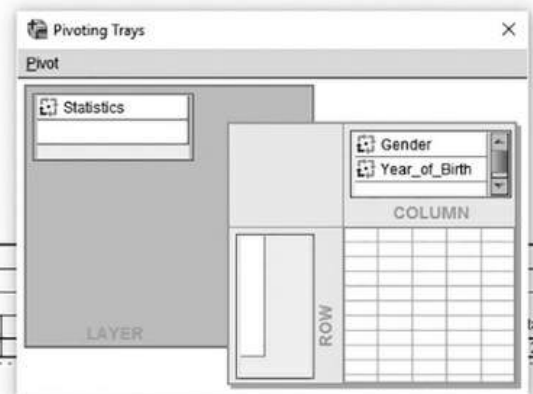 Pivoting Trays
Pivot
Statistics
Gender
Year_of_Birth
COLUMN
ROW
LAYER